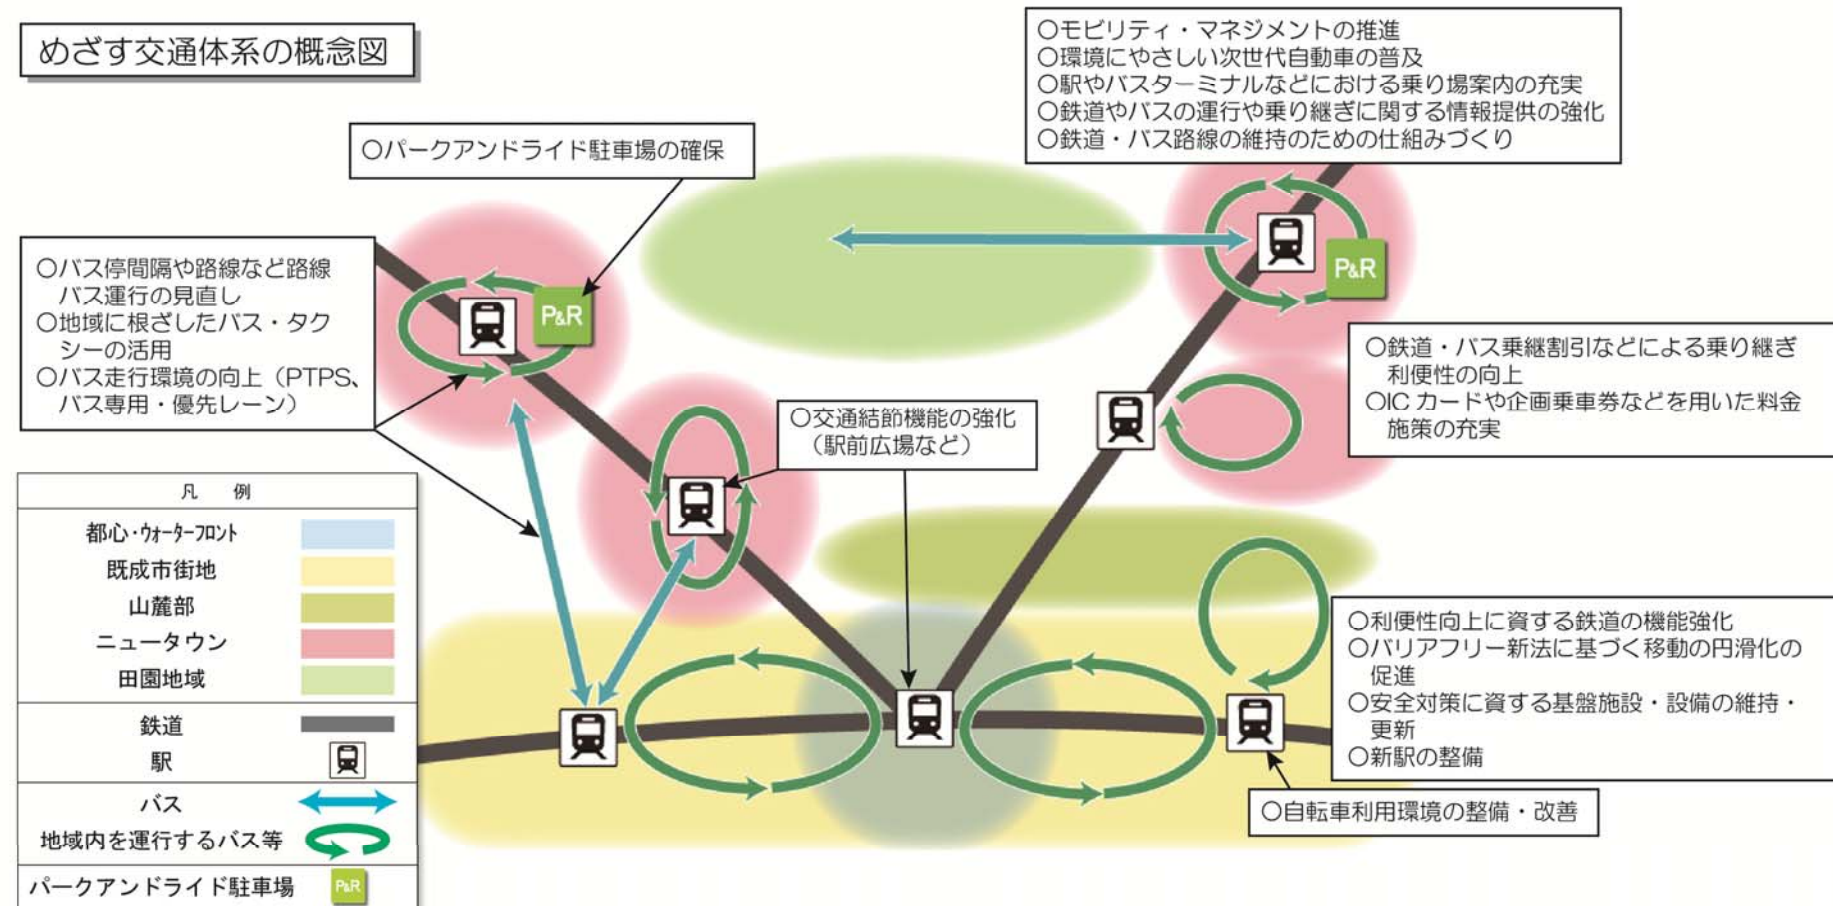 めざす交通体系の概念図
○モビリティ・マネジメントの推進
○環境にやさしい次世代自動車の普及
○駅やバスターミナルなどにおける乗り場案内の充実
○鉄道やバスの運行や乗り継ぎに関する情報提供の強化
○鉄道・バス路線の維持のための仕組みづくり
○パークアンドライド駐車場の確保
○バス停間隔や路線など路線
バス運行の見直し
○地域に根ざしたバス・タク
シーの活用
○バス走行環境の向上（PTPS、
バス専用・優先レーン）
P&R
P&R
○鉄道・バス乗継割引などによる乗り継ぎ
利便性の向上
○IC カードや企画乗車券などを用いた料金
施策の充実
○交通結節機能の強化
（駅前広場など）
凡 例
都心・ウォーターフロント
既成市街地
山麓部
ニュータウン
田園地域
鉄道
駅
バス
地域内を運行するバス等
パークアンドライド駐車場
P&R
○利便性向上に資する鉄道の機能強化
○バリアフリー新法に基づく移動の円滑化の
促進
○安全対策に資する基盤施設・設備の維持・
更新
○新駅の整備
○自転車利用環境の整備・改善